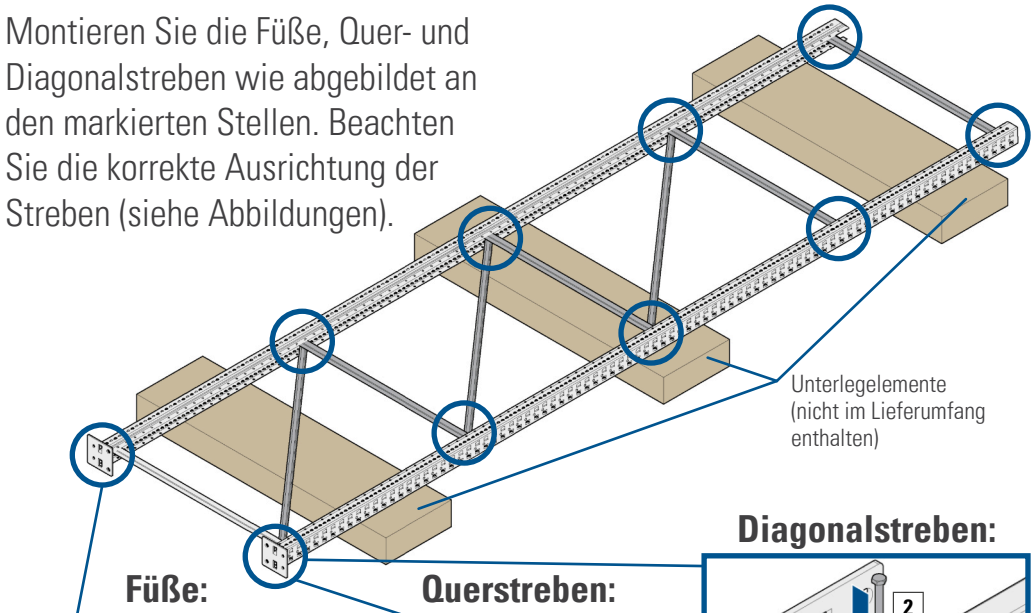 Montieren Sie die Füße, Quer- und
Diagonalstreben wie abgebildet an
den markierten Stellen. Beachten
Sie die korrekte Ausrichtung der
Streben (siehe Abbildungen).
Unterlegelemente
(nicht im Lieferumfang
enthalten)
Diagonalstreben:
Füße:
Querstreben:
2